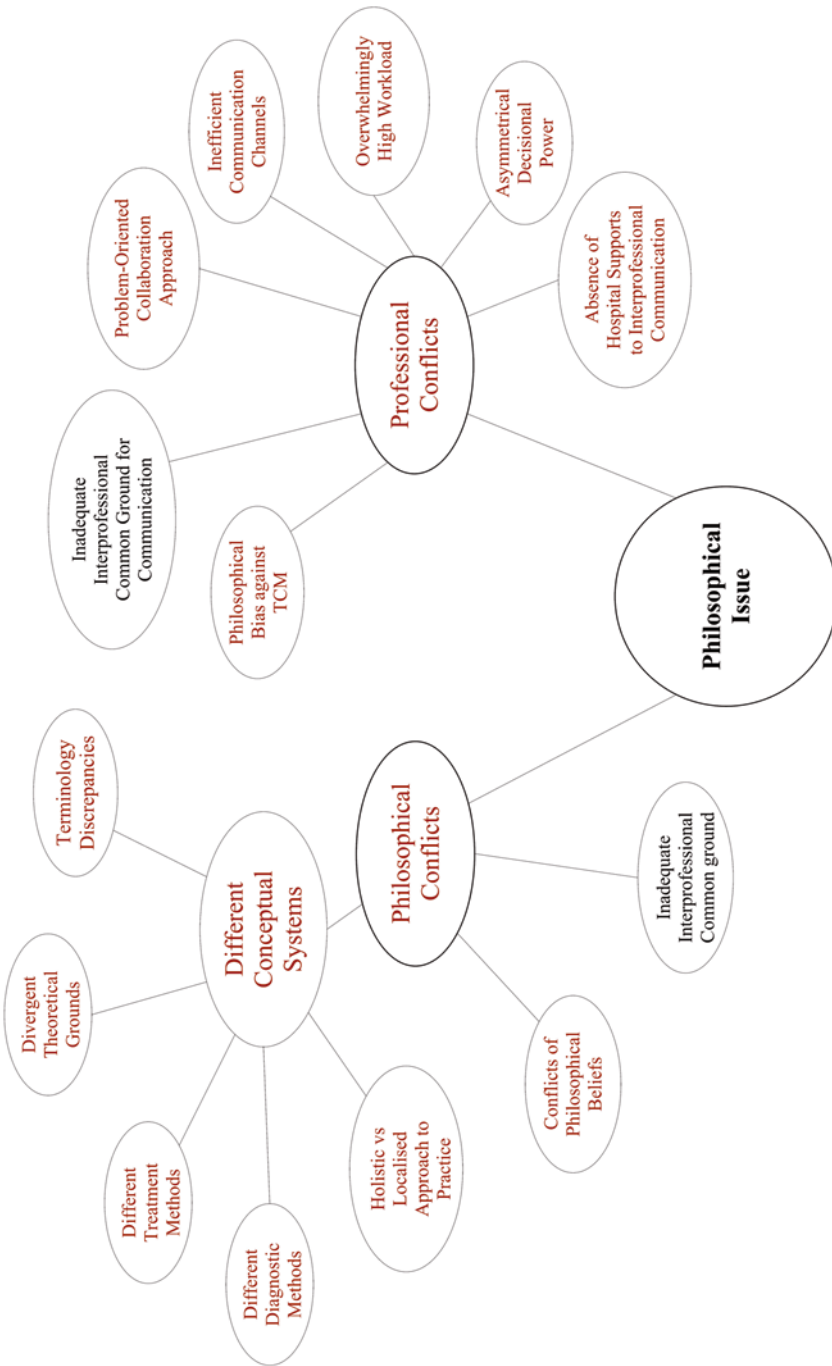 Divergent
Theoretical
Grounds
Terminology
Discrepancies
Different
Treatment
Methods
Different
Diagnostic
Methods
Different
Conceptual
Systems
Holistic vs
Localised
Approach to
Practice
Philosophical
Conflicts
Conflicts of
Philosophical
Beliefs
Inadequate
Interprofessional
Common ground
Inadequate
Interprofessional
Common Ground for
Communication
Problem-Oriented
Collaboration
Approach
Inefficient
Communication
Channels
Philosophical
Bias against
TCM
Overwhelmingly
High Workload
Professional
Conflicts
Asymmetrical
Decisional
Power
Absence of
Hospital Supports
to Interprofessional
Communication
Philosophical
Issue